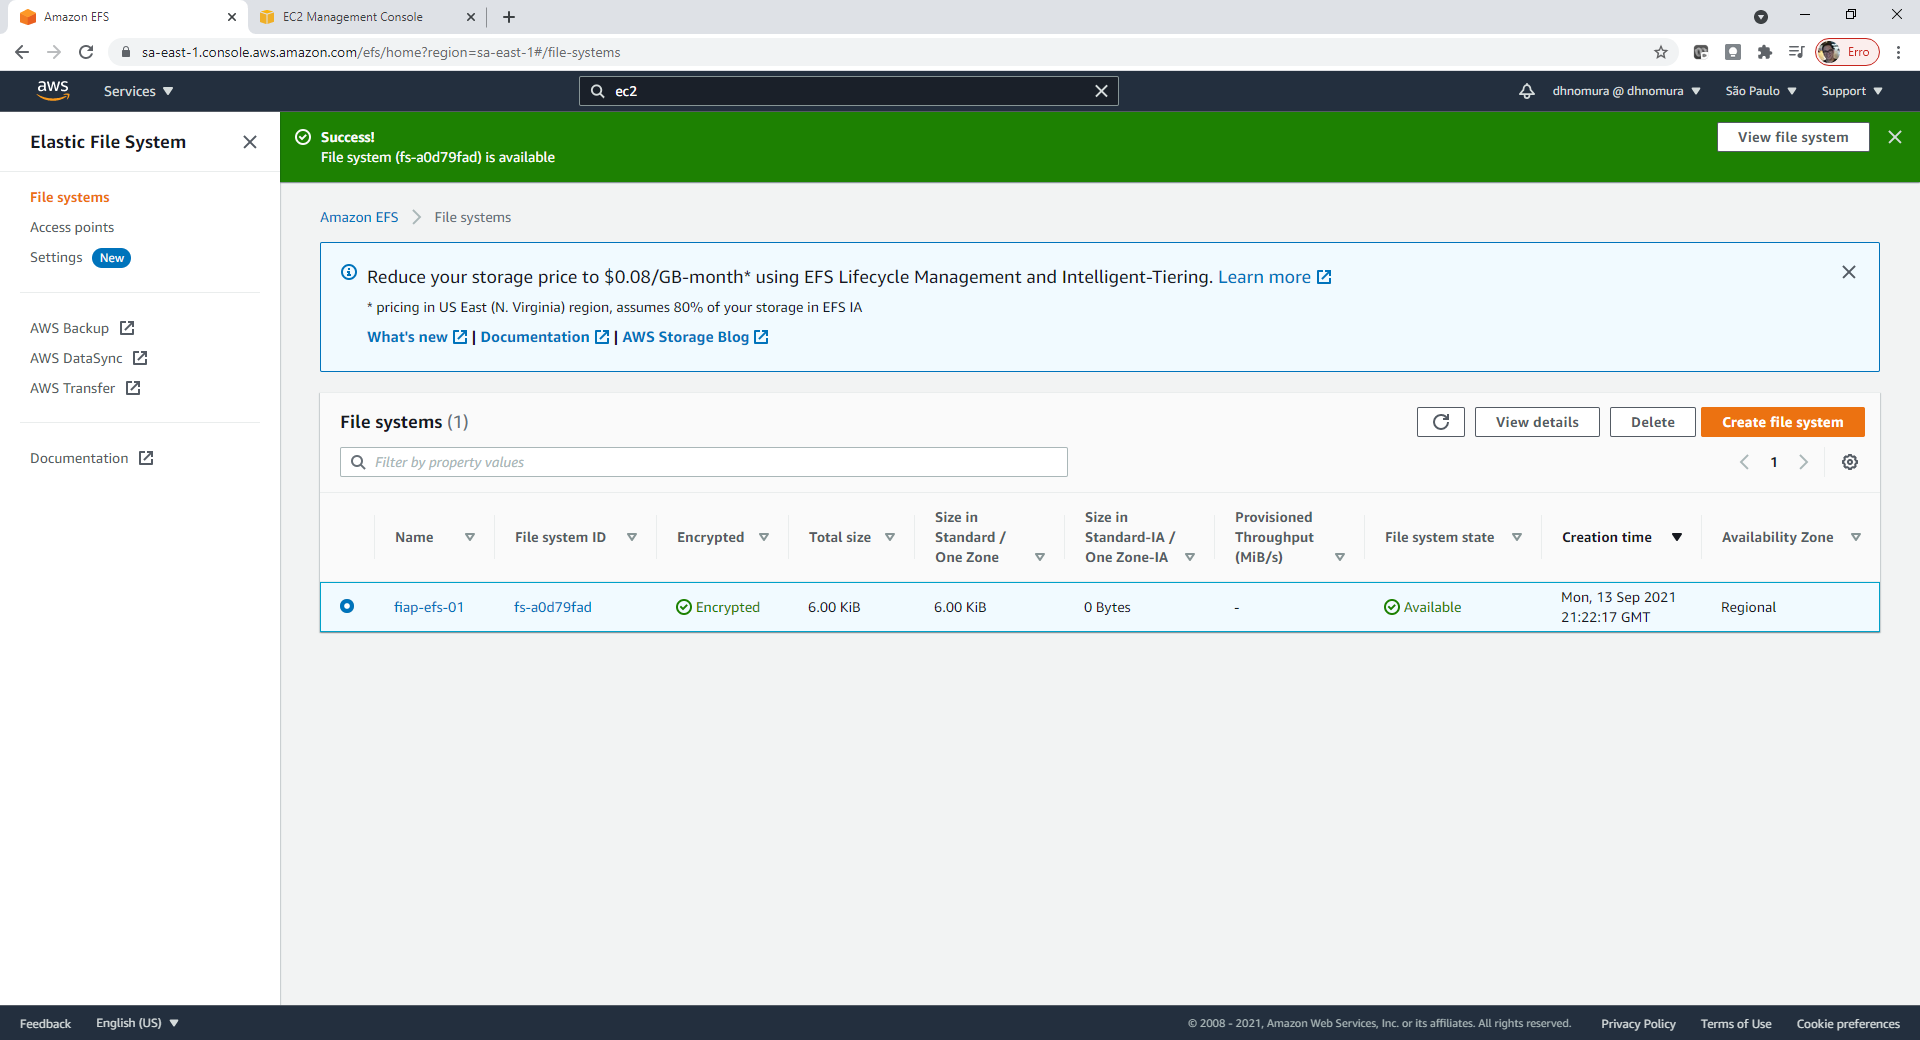 Amazon EFS
EC2 Management Console
sa-east-1.console.aws.amazon.com/efs/home?region=sa-east-1#/file-systems
Erro
aws
Services
ec2
dhnomura @ dhnomura
São Paulo
Support
Elastic File System
Success!
File system (fs-a0d79fad) is available
View file system
File systems
Access points
Settings New
AWS Backup
AWS DataSync
AWS Transfer
Documentation
Amazon EFS
File systems
Reduce your storage price to $0.08/GB-month* using EFS Lifecycle Management and Intelligent-Tiering. Learn more
* pricing in US East (N. Virginia) region, assumes 80% of your storage in EFS IA
What's new | Documentation | AWS Storage Blog
File systems (1)
View details
Delete
Create file system
Filter by property values
1
Name
File system ID
Encrypted
Total size
Size in
Standard /
One Zone
Size in
Standard-IA /
One Zone-IA
Provisioned
Throughput
(MiB/s)
File system state
Creation time
Availability Zone
fiap-efs-01
fs-a0d79fad
Encrypted
6.00 KiB
6.00 KiB
0 Bytes
-
Available
Mon, 13 Sep 2021
21:22:17 GMT
Regional
Feedback
English (US)
© 2008 - 2021, Amazon Web Services, Inc. or its affiliates. All rights reserved.
Privacy Policy
Terms of Use
Cookie preferences